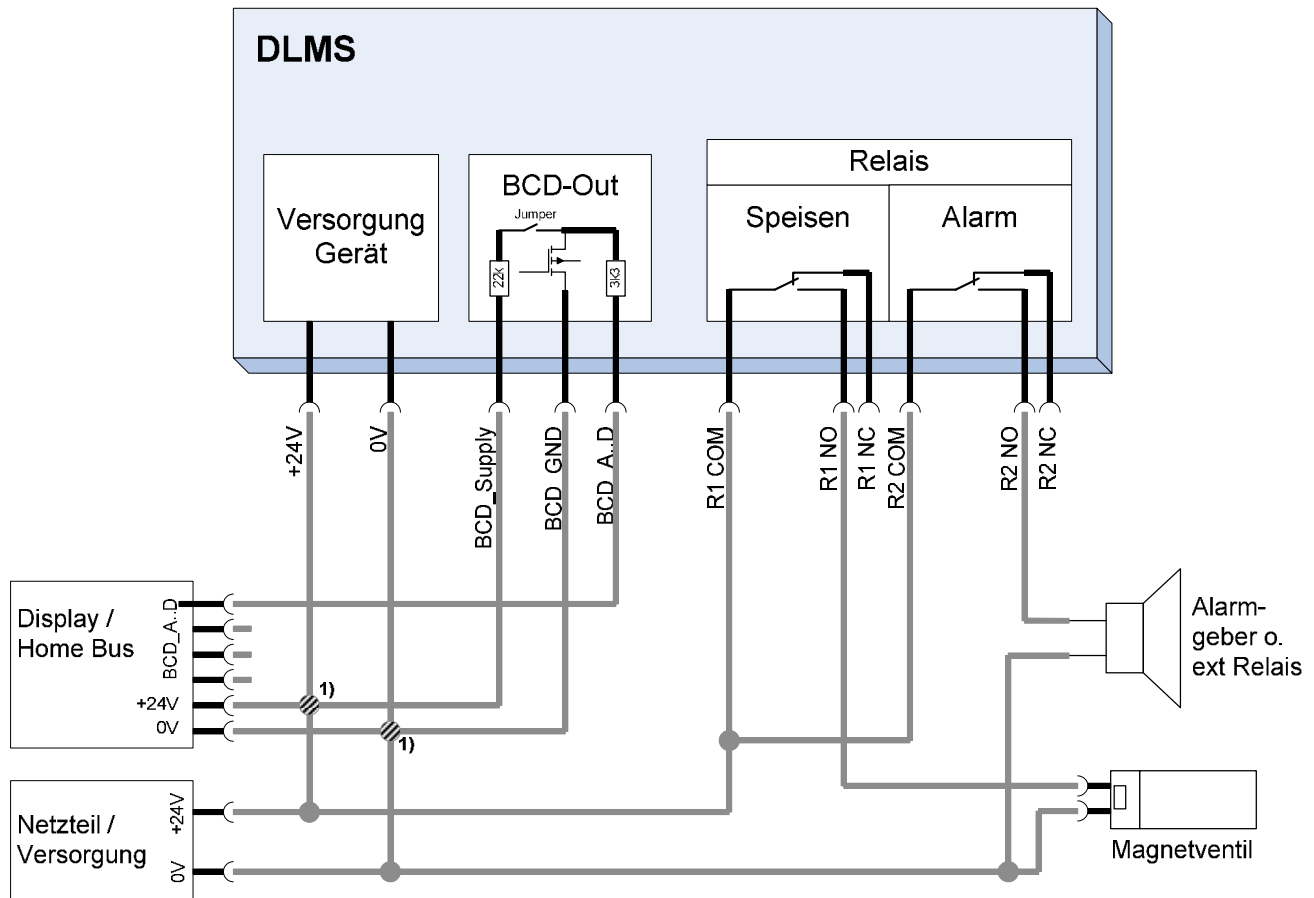 DLMS
Versorgung
Gerät
BCD-Out
Jumper
22k
3K3
Relais
Speisen
Alarm
+24V
0V
BCD_Supply
BCD_GND
BCD_A..D
R1 COM
R1 NO
R1 NC
R2 COM
R2 NO
R2 NC
Display /
Home Bus
BCD_A..D
+24V
0V
1)
1)
Netzteil /
Versorgung
+24V
0V
Alarm-
geber o.
ext Relais
Magnetventil